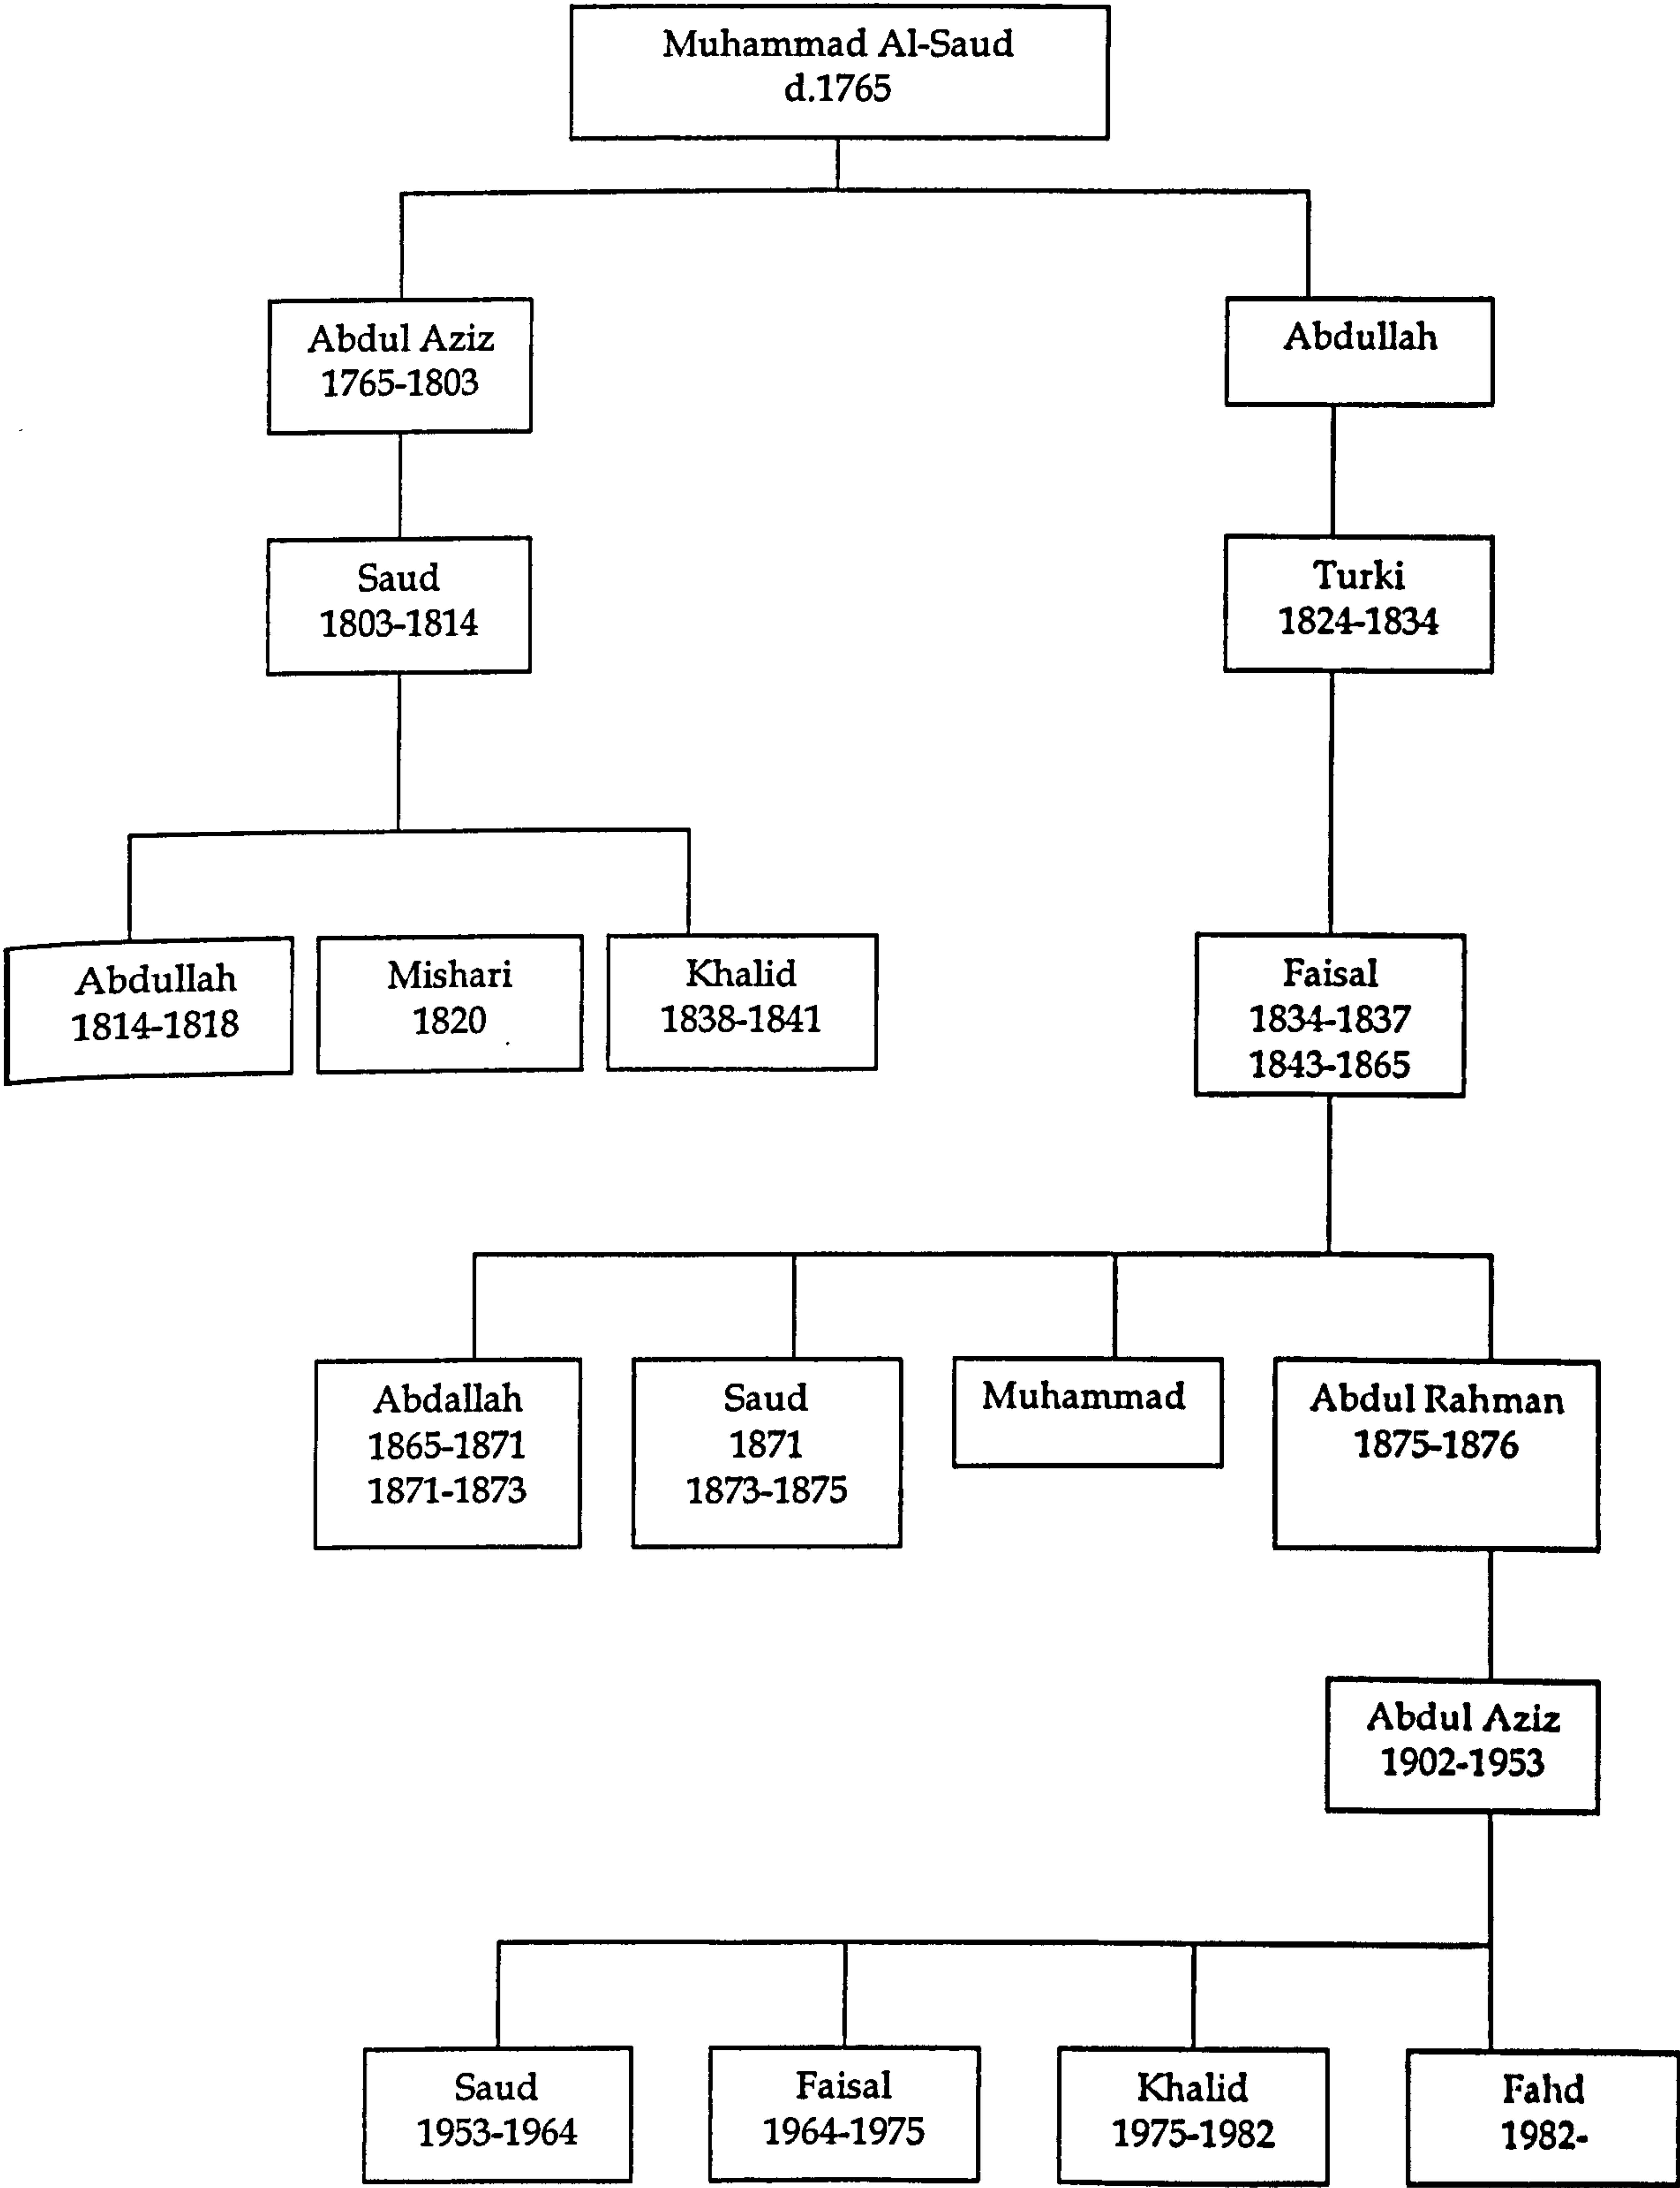 Muhammad Al-Saud
d.1765
Abdul Aziz
1765-1803
Abdullah
Saud
1803-1814
Turki
1824-1834
Abdullah
1814-1818
Mishari
1820
Khalid
1838-1841
Faisal
1834-1837
1843-1865
Abdallah
1865-1871
1871-1873
Saud
1871
1873-1875
Muhammad
Abdul Rahman
1875-1876
Abdul Aziz
1902-1953
Saud
1953-1964
Faisal
1964-1975
Khalid
1975-1982
Fahd
1982-